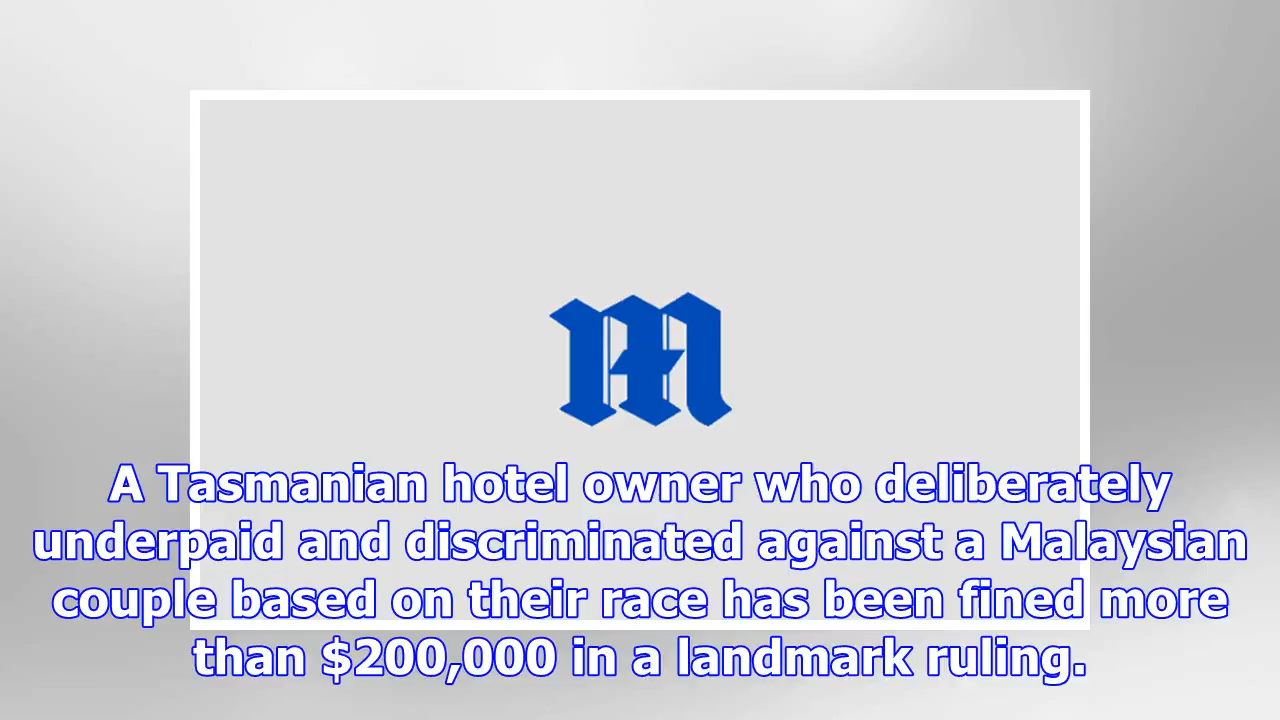 m
A Tasmanian hotel owner who deliberately
underpaid and discriminated against a Malaysian
couple based on their race has been fined more
than $200,000 in a landmark ruling.